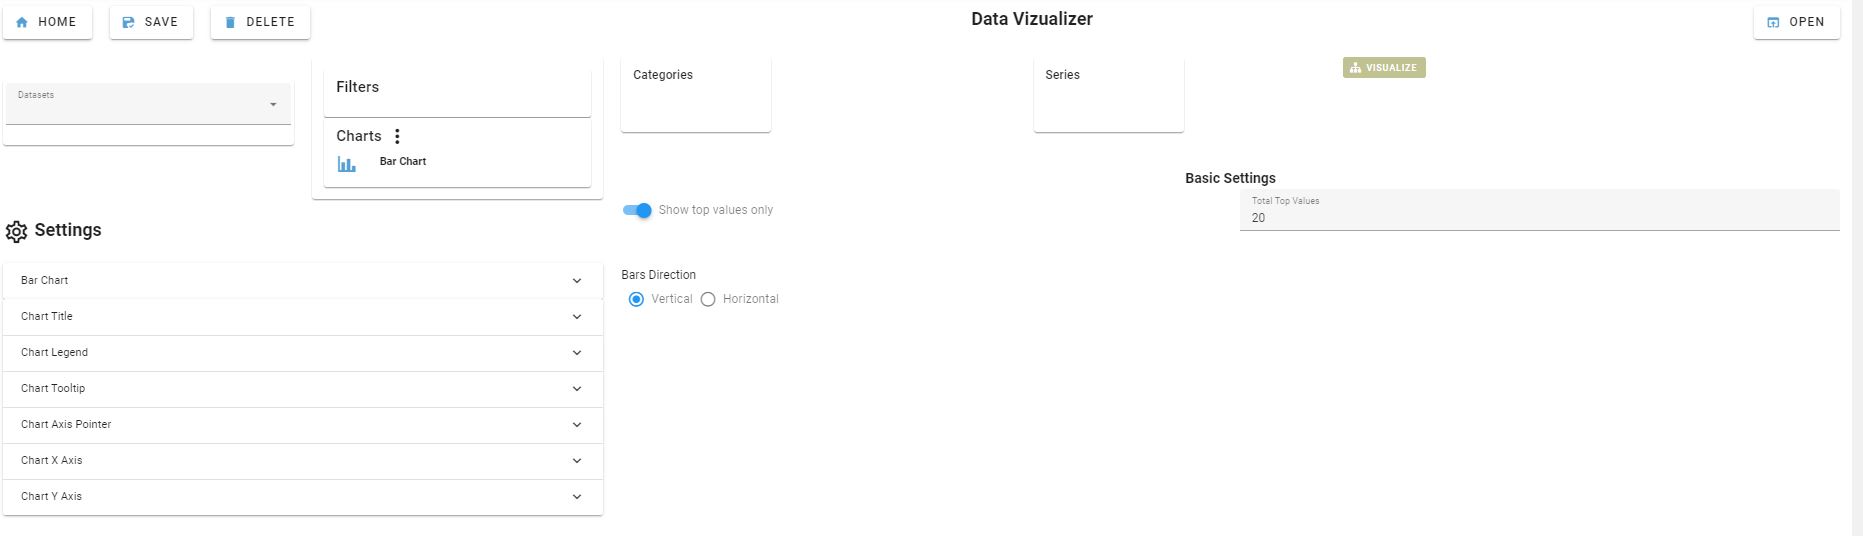 HOME
SAVE
DELETE
Data Vizualizer
OPEN
Datasets
Filters
Charts
Bar Chart
Categories
Series
VISUALIZE
Show top values only
Basic Settings
Total Top Values
20
Settings
Bar Chart
Chart Title
Chart Legend
Chart Tooltip
Chart Axis Pointer
Chart X Axis
Chart Y Axis
Bars Direction
Vertical
Horizontal